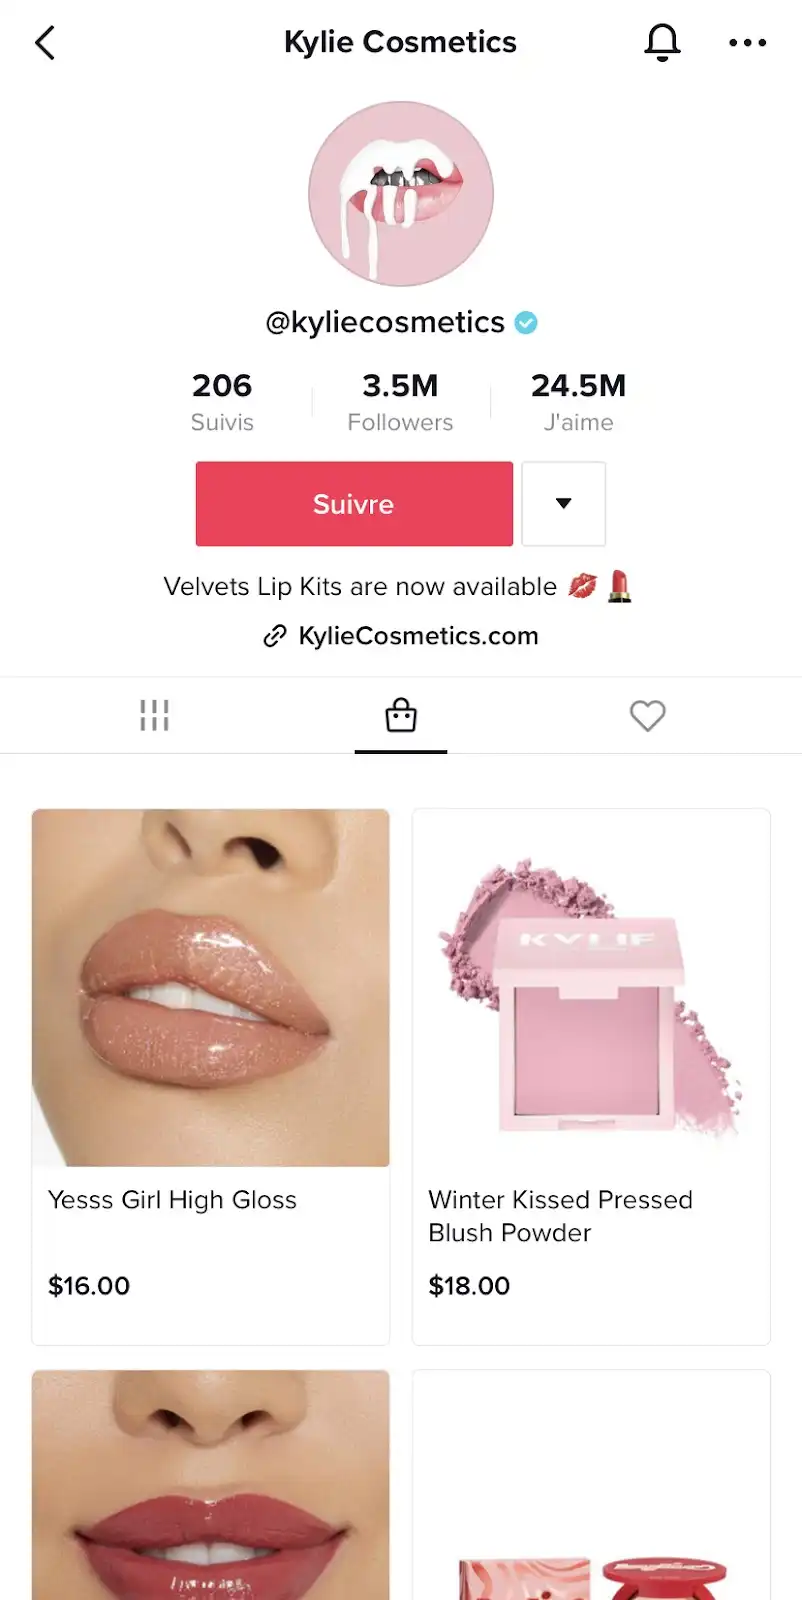 Kylie Cosmetics
@kyliecosmetics
206
Suivis
3.5M
Followers
24.5M
J'aime
Suivre
Velvets Lip Kits are now available
KylieCosmetics.com
KYLIE
Yesss Girl High Gloss
$16.00
Winter Kissed Pressed
Blush Powder
$18.00